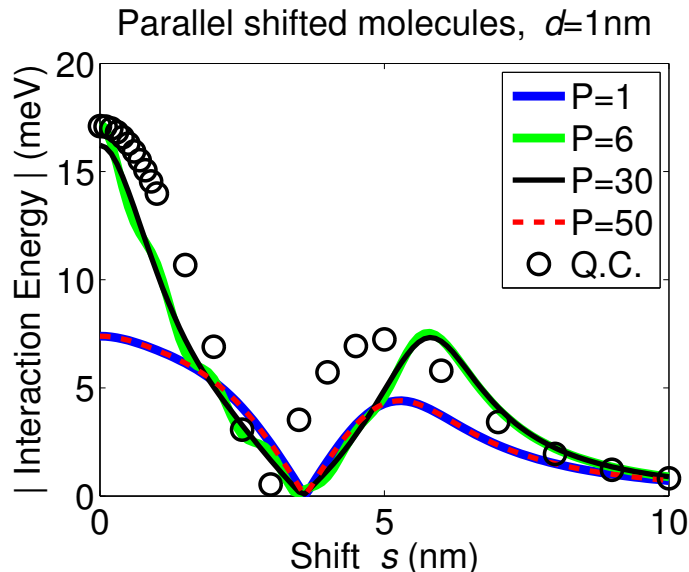 Parallel shifted molecules, d=1nm
| Interaction Energy | (meV)
20
15
10
5
0
P=1
P=6
P=30
P=50
Q.C.
0
5
10
Shift s (nm)